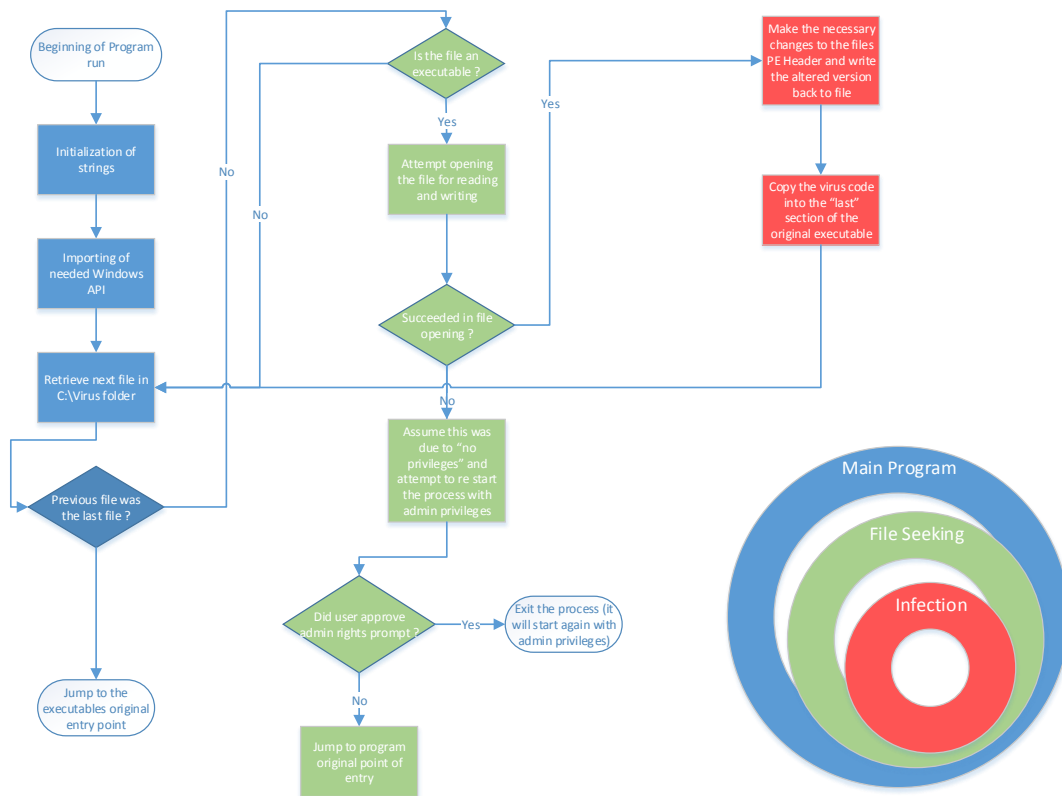 Beginning of Program
run
Initialization of
strings
Importing of
needed Windows
API
Retrieve next file in
C:\Virus folder
Previous file was
the last file ?
Jump to the
executables original
entry point
No
Is the file an
executable ?
Yes
No
Attempt opening
the file for reading
and writing
Succeeded in file
opening ?
Yes
No
Assume this was
due to “no
privileges” and
attempt to re start
the process with
admin privileges
Did user approve
admin rights prompt ?
Yes
Exit the process (it
will start again with
admin privileges)
No
Jump to program
original point of
entry
Make the necessary
changes to the files
PE Header and write
the altered version
back to file
Copy the virus code
into the “last”
section of the
original executable
Main Program
File Seeking
Infection